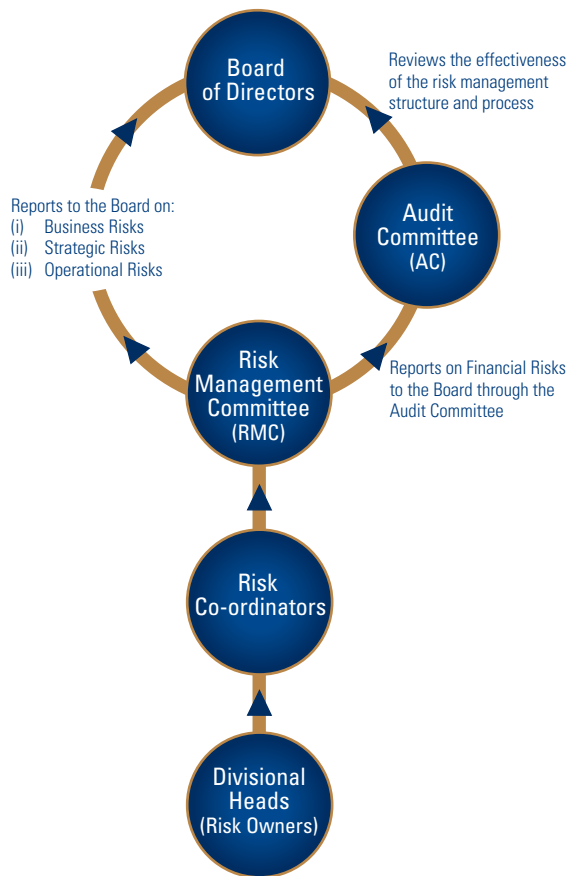 Board
of Directors
Reviews the effectiveness
of the risk management
structure and process
Reports to the Board on:
(i) Business Risks
(ii) Strategic Risks
(iii) Operational Risks
Audit
Committee
(AC)
Risk
Management
Committee
(RMC)
Reports on Financial Risks
to the Board through the
Audit Committee
Risk
Co-ordinators
Divisional
Heads
(Risk Owners)